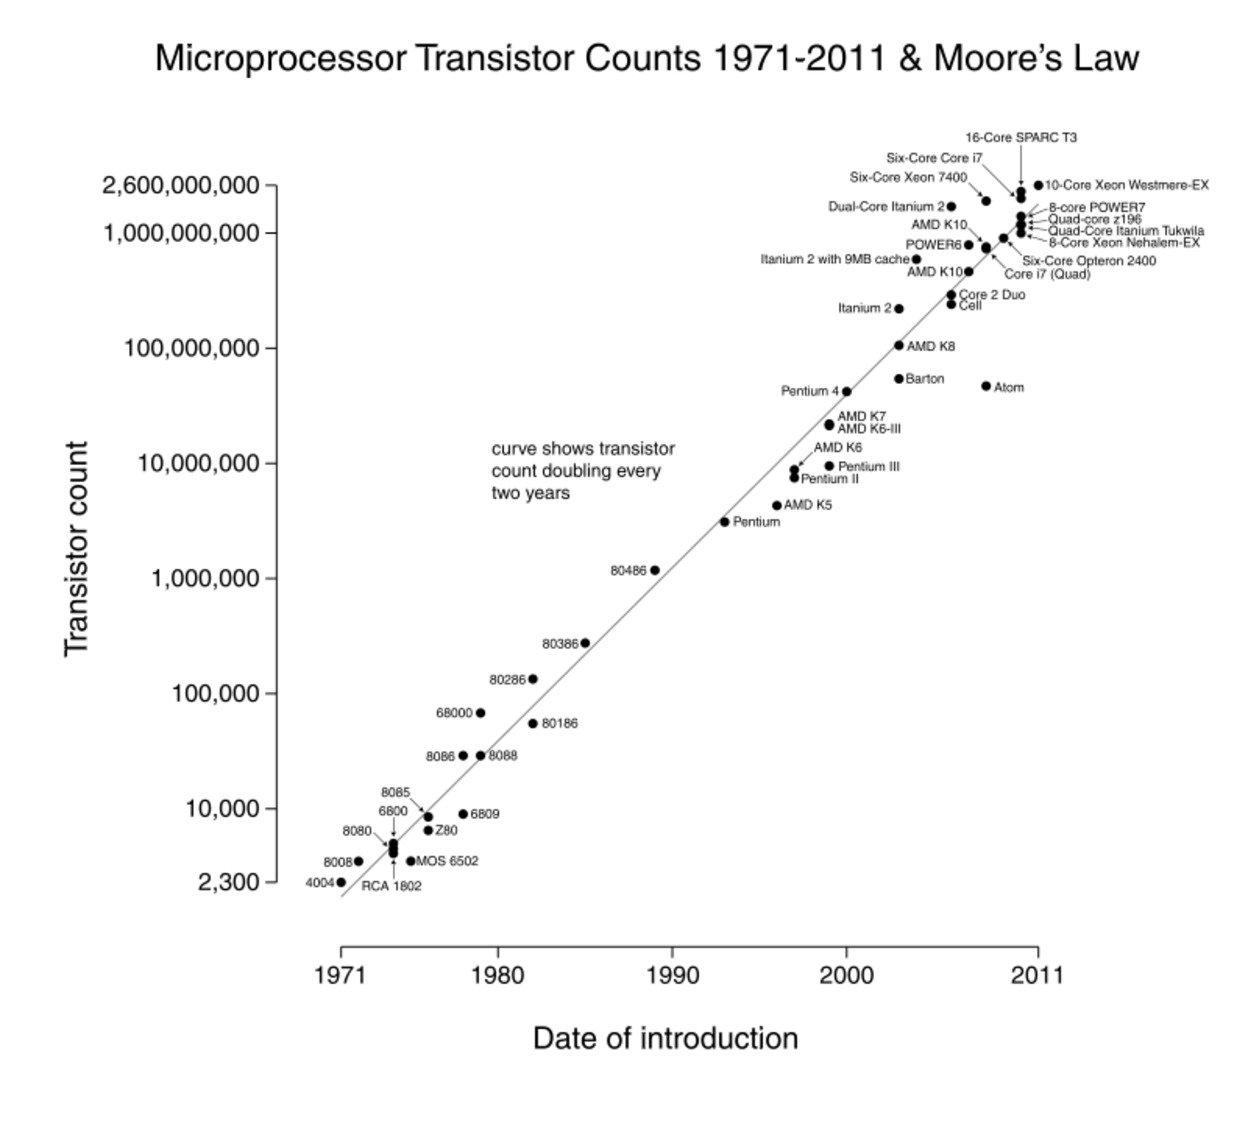 Microprocessor Transistor Counts 1971-2011 & Moore's Law
16-Core SPARC T3
Six-Core Core i7
Six-Core Xeon 7400
10-Core Xeon Westmere-EX
Dual-Core Itanium 2
8-core POWER7
Quad-core z196
AMD K10
Quad-Core Itanium Tukwila
POWER6
8-Core Xeon Nehalem-EX
Itanium 2 with 9MB cache
Six-Core Opteron 2400
AMD K10
Core i7 (Quad)
Core 2 Duo
Cell
Itanium 2
AMD K8
Barton
Atom
Pentium 4
AMD K7
AMD K6-III
AMD K6
Pentium III
Pentium II
AMD K5
Pentium
80486
80386
80286
68000
80186
8086
8088
8085
6800
6809
8080
Z80
8008
MOS 6502
4004
RCA 1802
curve shows transistor
count doubling every
two years
2,600,000,000
1,000,000,000
100,000,000
10,000,000
1,000,000
100,000
10,000
2,300
Transistor count
1971
1980
1990
2000
2011
Date of introduction